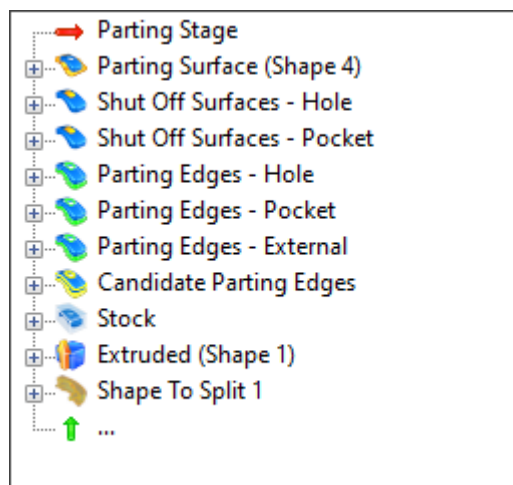 Parting Stage
Parting Surface (Shape 4)
Shut Off Surfaces - Hole
Shut Off Surfaces - Pocket
Parting Edges - Hole
Parting Edges - Pocket
Parting Edges - External
Candidate Parting Edges
Stock
Extruded (Shape 1)
Shape To Split 1
...